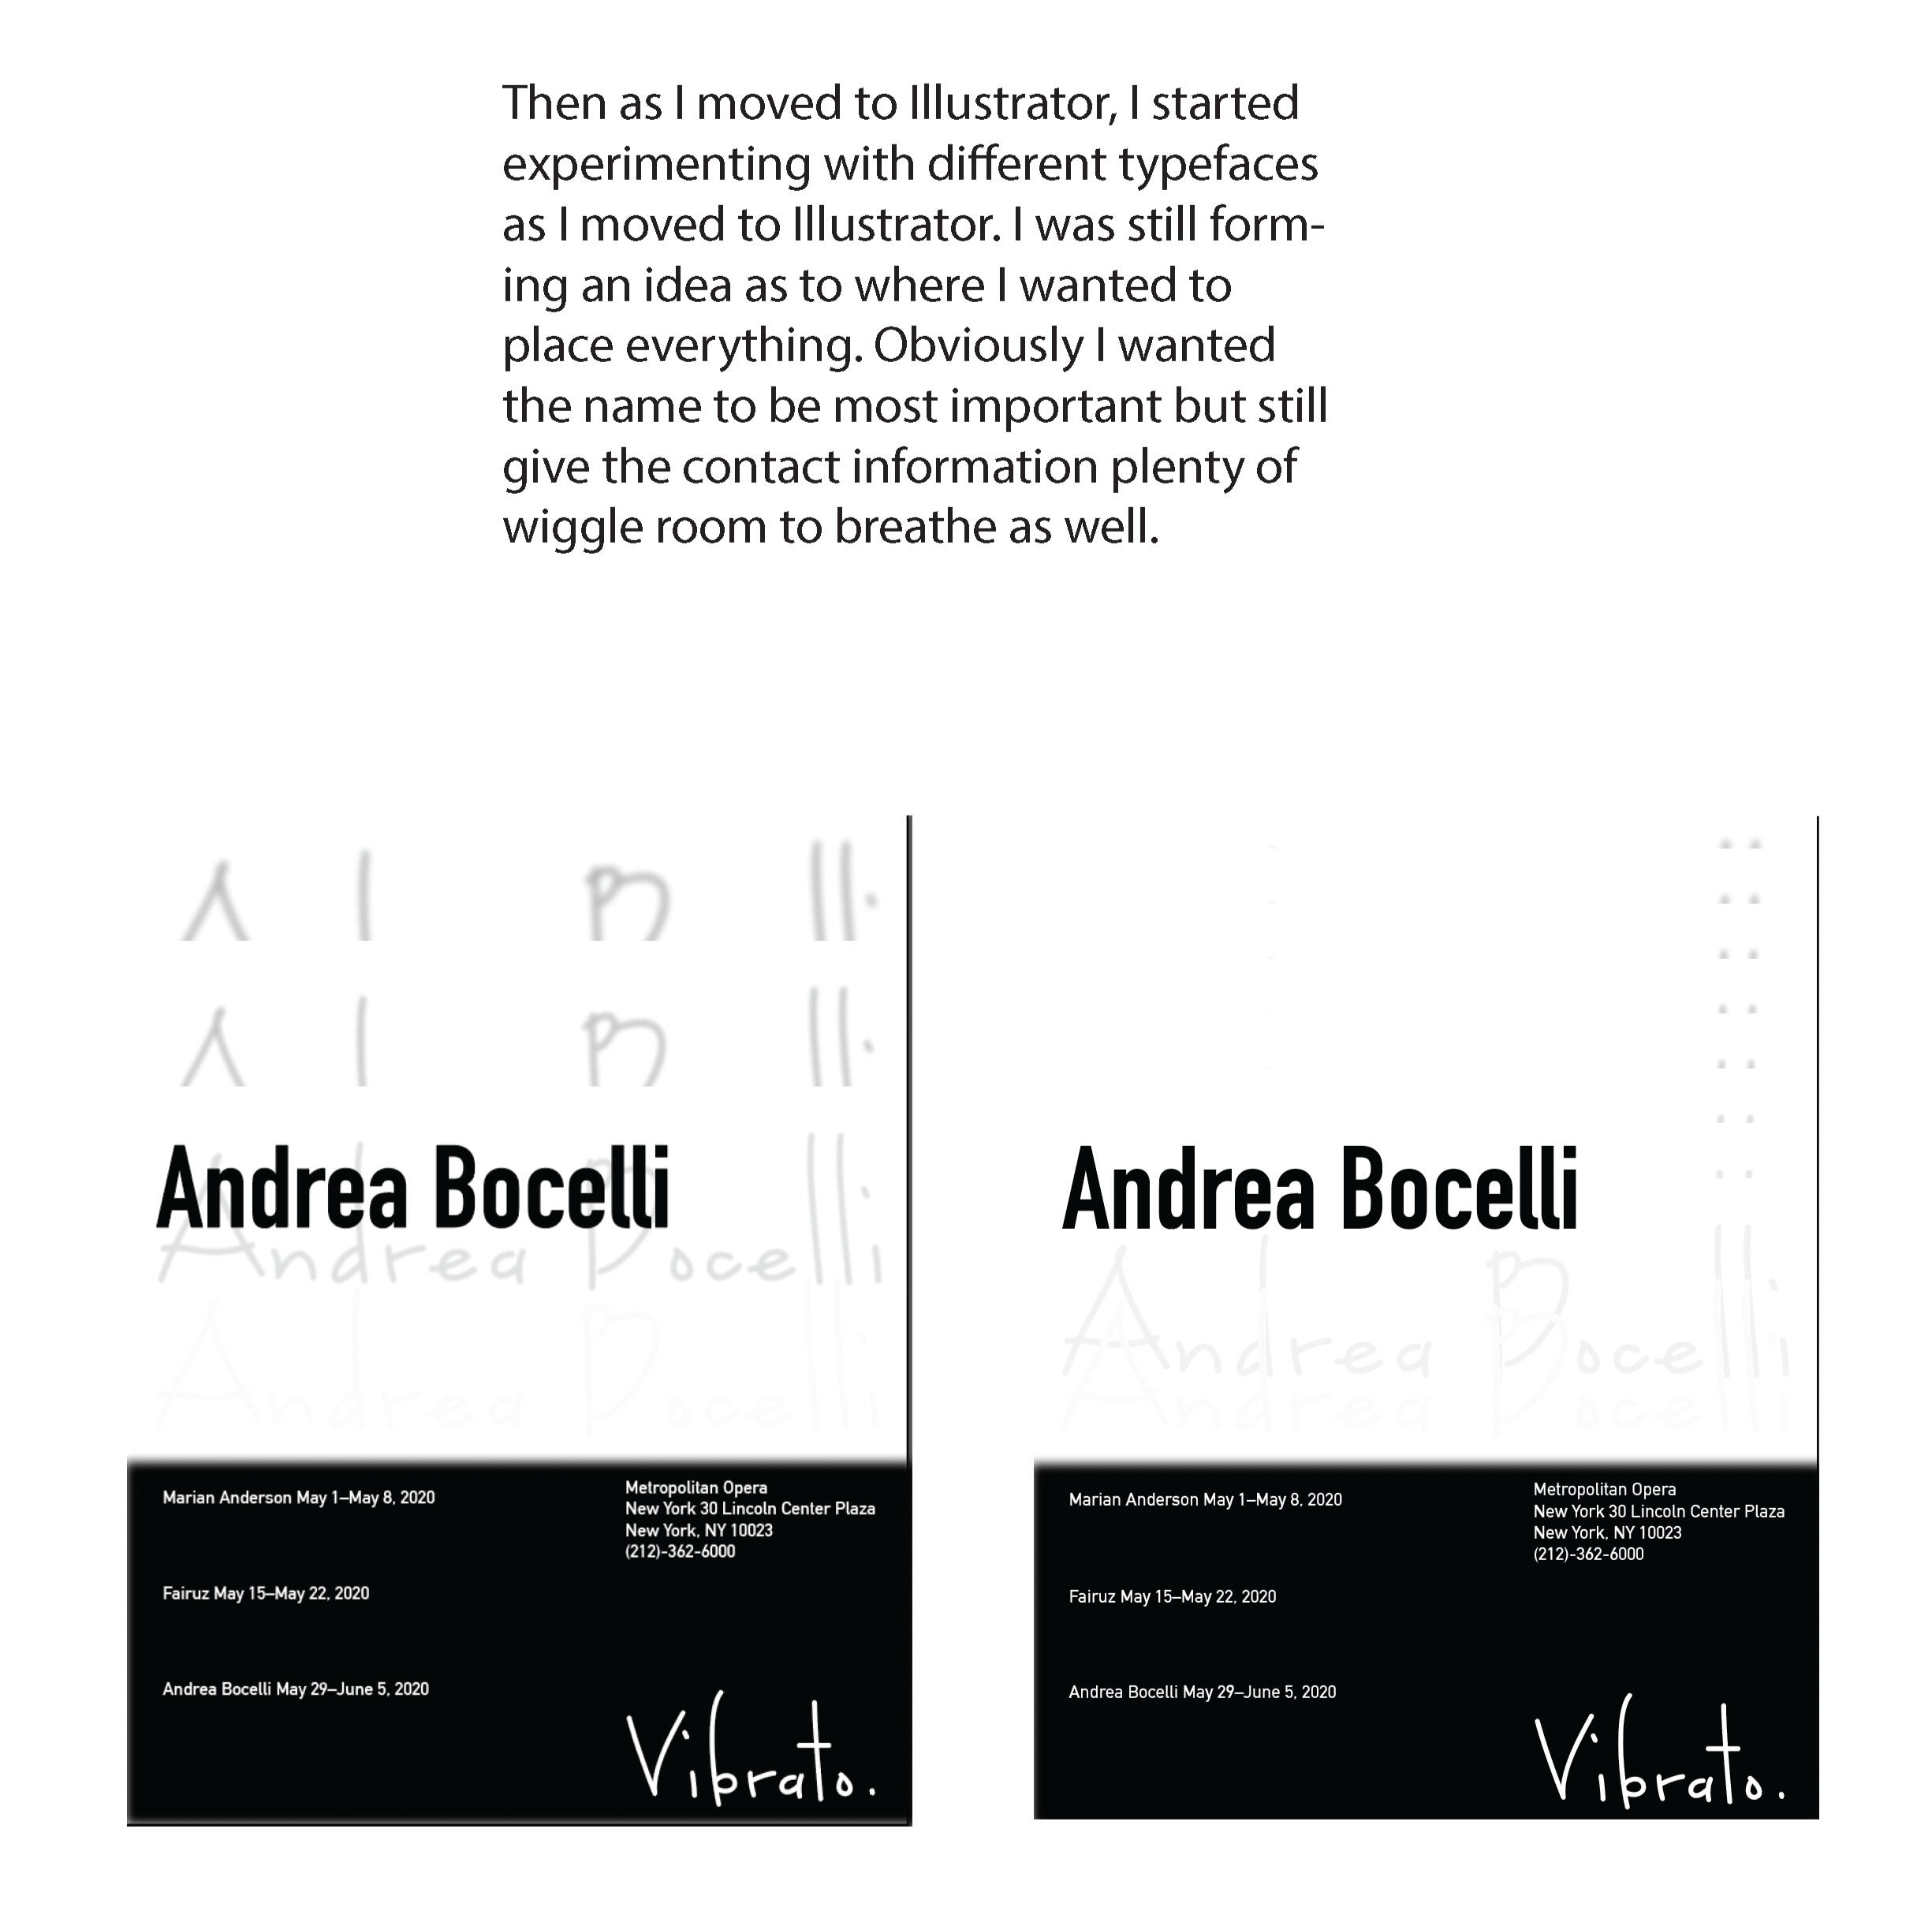 Then as I moved to Illustrator, I started
experimenting with different typefaces
as I moved to Illustrator. I was still form-
ing an idea as to where I wanted to
place everything. Obviously I wanted
the name to be most important but still
give the contact information plenty of
wiggle room to breathe as well.
Andrea Bocelli
Andrea Bocelli
Andrea Bocelli
Marian Anderson May 1–May 8, 2020
Fairuz May 15–May 22, 2020
Andrea Bocelli May 29–June 5, 2020
Metropolitan Opera
New York 30 Lincoln Center Plaza
New York, NY 10023
(212)-362-6000
Vibrato.
Andrea Bocelli
Andrea Bocelli
Andrea Bocelli
Marian Anderson May 1–May 8, 2020
Fairuz May 15–May 22, 2020
Andrea Bocelli May 29–June 5, 2020
Metropolitan Opera
New York 30 Lincoln Center Plaza
New York, NY 10023
(212)-362-6000
Vibrato.